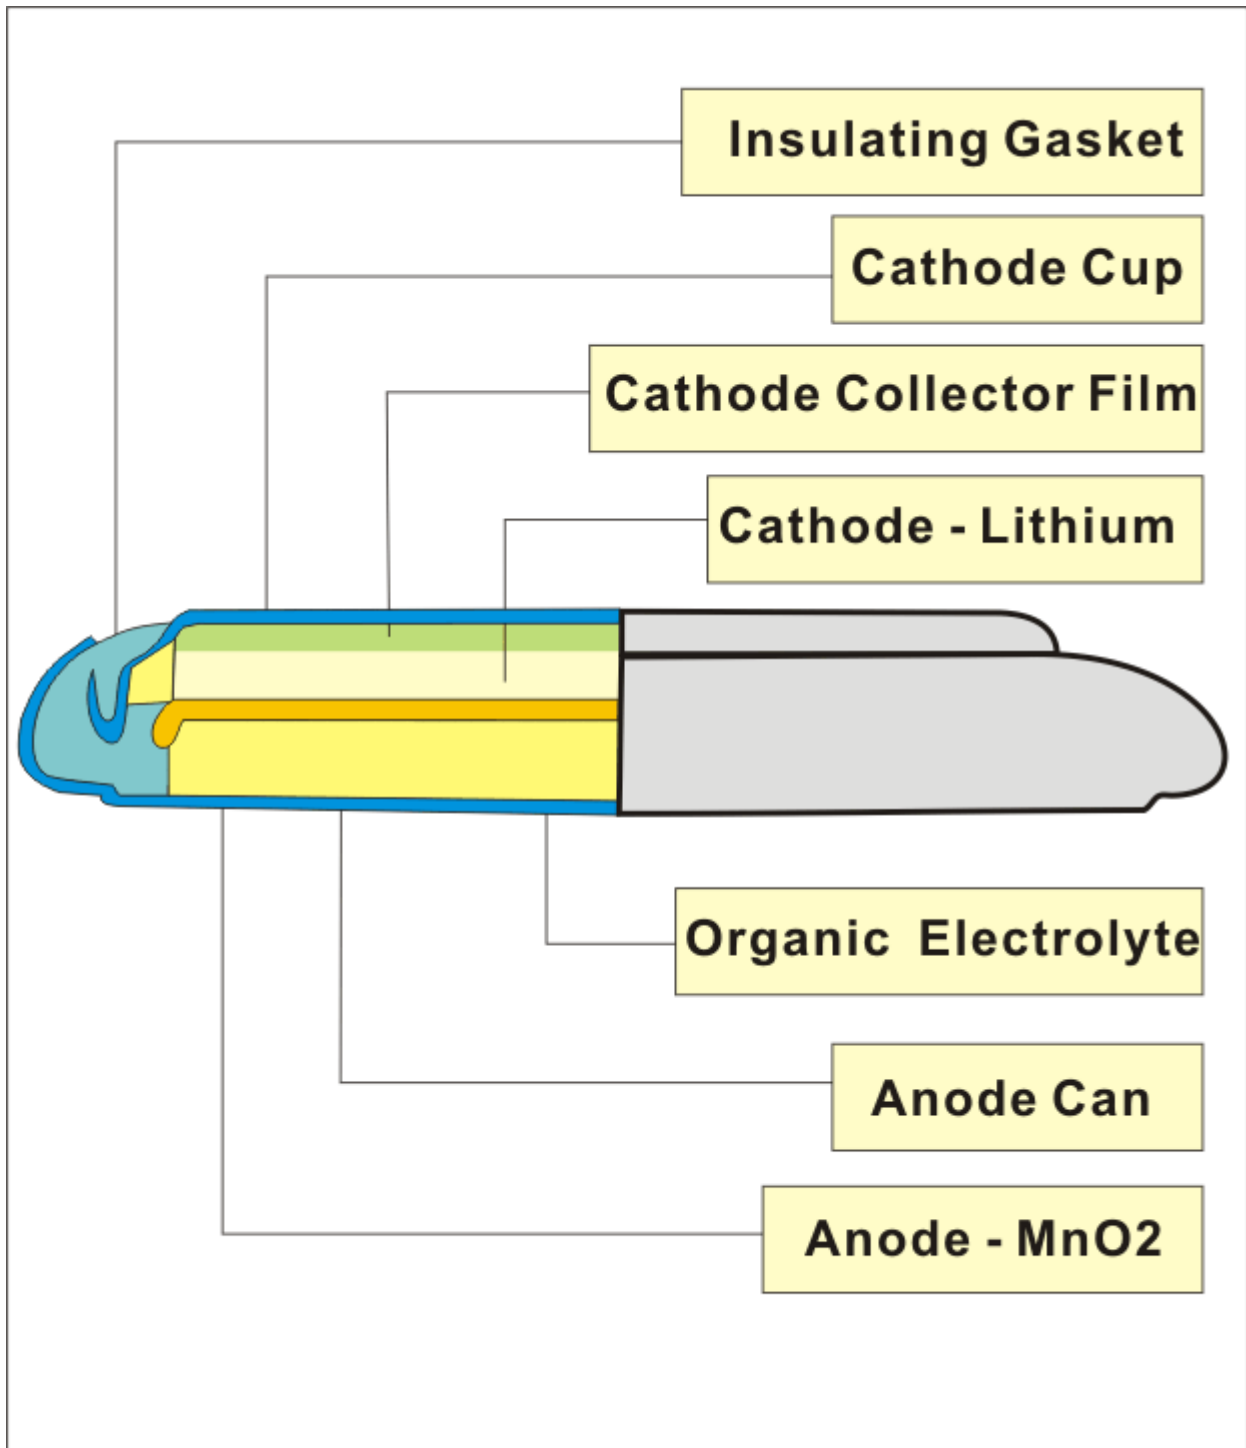 Insulating Gasket
Cathode Cup
Cathode Collector Film
Cathode - Lithium
Organic Electrolyte
Anode Can
Anode - MnO2